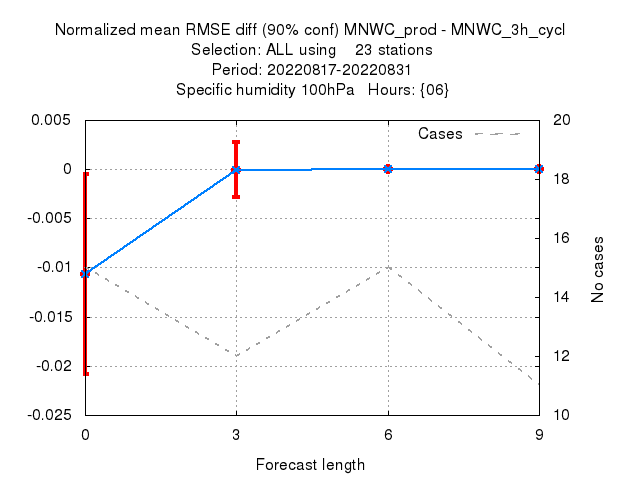 Normalized mean RMSE diff (90% conf) MNWC_prod - MNWC_3h_cycl
Selection: ALL using    23 stations
Period: 20220817-20220831
Specific humidity 100hPa   Hours: {06}
Cases
0.005
0
-0.005
-0.01
-0.015
-0.02
-0.025
20
18
16
14
12
10
No cases
0 3 6 9
Forecast length